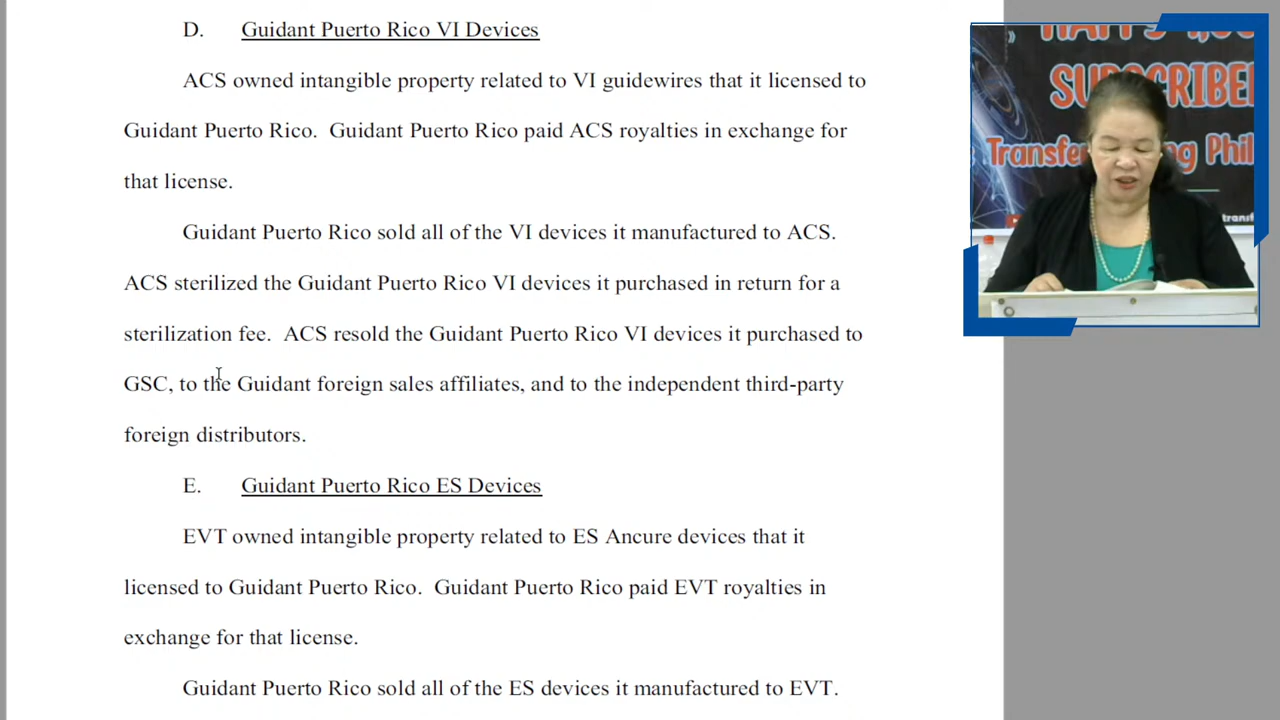 D. Guidant Puerto Rico VI Devices
ACS owned intangible property related to VI guidewires that it licensed to
Guidant Puerto Rico. Guidant Puerto Rico paid ACS royalties in exchange for
that license.
Guidant Puerto Rico sold all of the VI devices it manufactured to ACS.
ACS sterilized the Guidant Puerto Rico VI devices it purchased in return for a
sterilization fee. ACS resold the Guidant Puerto Rico VI devices it purchased to
GSC, to the Guidant foreign sales affiliates, and to the independent third-party
foreign distributors.
E. Guidant Puerto Rico ES Devices
EVT owned intangible property related to ES Ancure devices that it
licensed to Guidant Puerto Rico. Guidant Puerto Rico paid EVT royalties in
exchange for that license.
Guidant Puerto Rico sold all of the ES devices it manufactured to EVT.